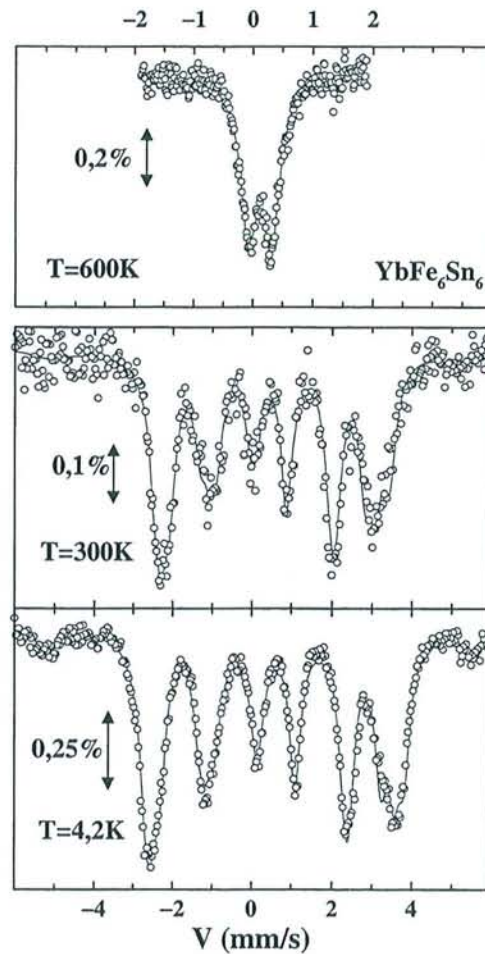 −2 −1 0 1 2
0,2%
T=600K YbFe₆Sn₆
0,1%
T=300K
0,25%
T=4,2K
−4 −2 0 2 4
V (mm/s)